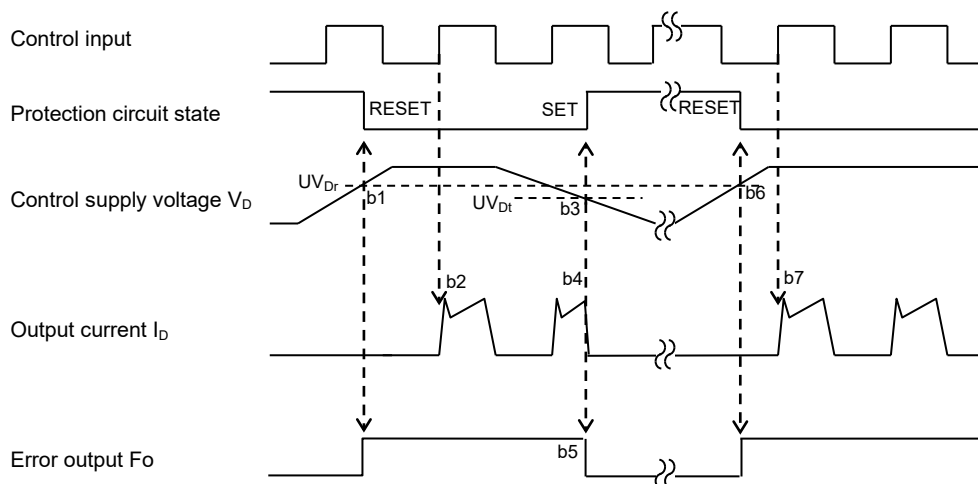 Control input
Protection circuit state
RESET
SET
RESET
Control supply voltage VD
UVDr
b1
UVDt
b3
b6
Output current ID
b2
b4
b7
Error output Fo
b5